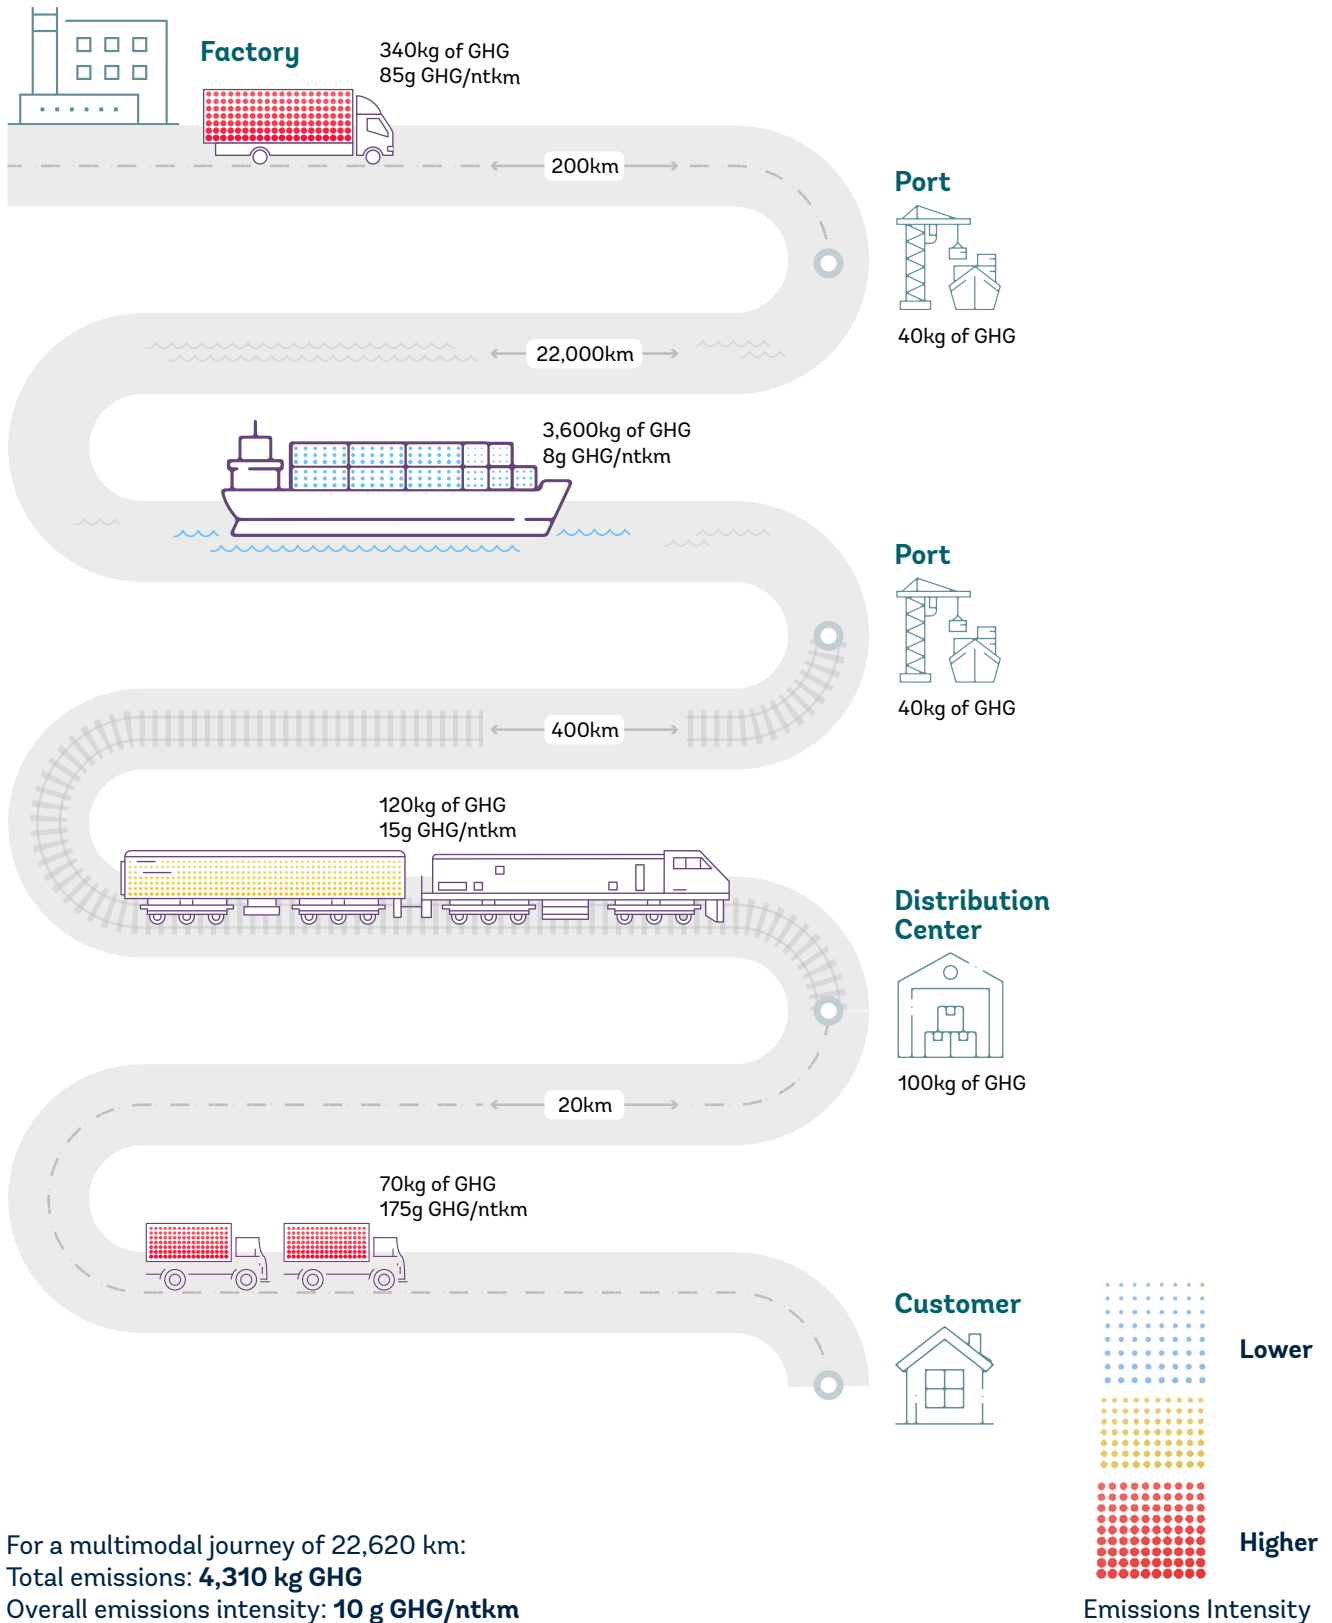 Factory
340kg of GHG
85g GHG/ntkm
200km
Port
40kg of GHG
22,000km
3,600kg of GHG
8g GHG/ntkm
Port
40kg of GHG
400km
120kg of GHG
15g GHG/ntkm
Distribution
Center
100kg of GHG
20km
70kg of GHG
175g GHG/ntkm
Customer
Lower
Higher
Emissions Intensity
For a multimodal journey of 22,620 km:
Total emissions: 4,310 kg GHG
Overall emissions intensity: 10 g GHG/ntkm